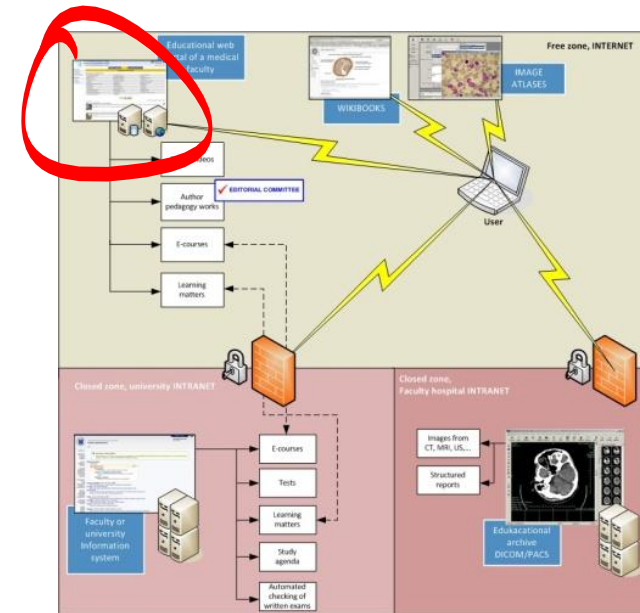 Educational web
of a medical
faculty
Free zone, INTERNET
WIKIBOOKS
IMAGE
ATLASES
Author
pedagogy works
EDITORIAL COMMITTEE
User
E-courses
Learning
matters
Closed zone, university INTRANET
Closed zone,
Faculty hospital INTRANET
E-courses
Tests
Learning
matters
Study
agenda
Automated
checking of
written exams
Faculty or
university
Information
system
Images from
CT, MRI, US,...
Structured
reports
Edukacational
archive
DICOM/PACS